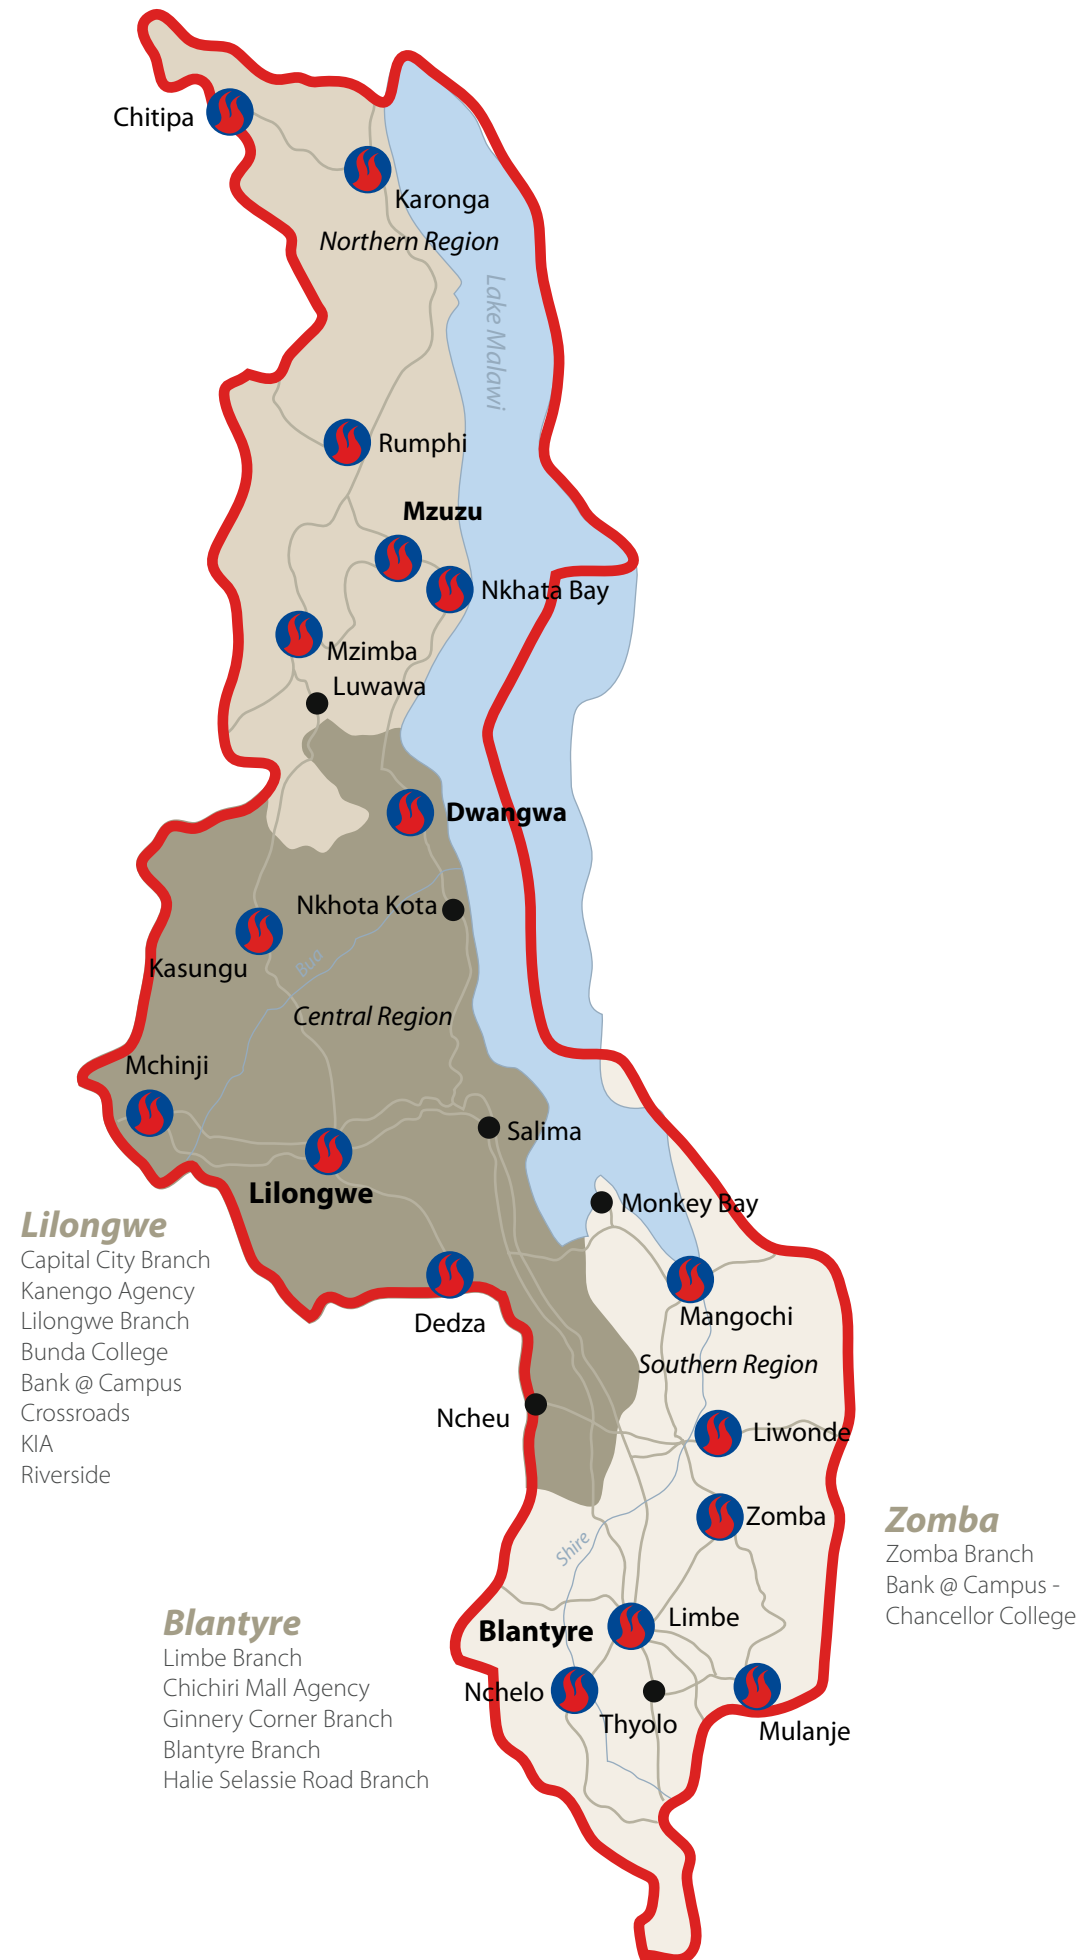 Chitipa
Karonga
Northern Region
Lake Malawi
Rumphi
Mzuzu
Nkhata Bay
Mzimba
Luwawa
Dwangwa
Nkhota Kota
Kasungu
Bua
Central Region
Mchinji
Salima
Lilongwe
Monkey Bay
Lilongwe
Capital City Branch
Kanengo Agency
Lilongwe Branch
Bunda College
Bank @ Campus
Crossroads
KIA
Riverside
Dedza
Mangochi
Southern Region
Ncheu
Liwonde
Zomba
Shire
Zomba
Zomba Branch
Bank @ Campus -
Chancellor College
Blantyre
Limbe
Blantyre
Limbe Branch
Chichiri Mall Agency
Ginnery Corner Branch
Blantyre Branch
Halie Selassie Road Branch
Nchelo
Thyolo
Mulanje